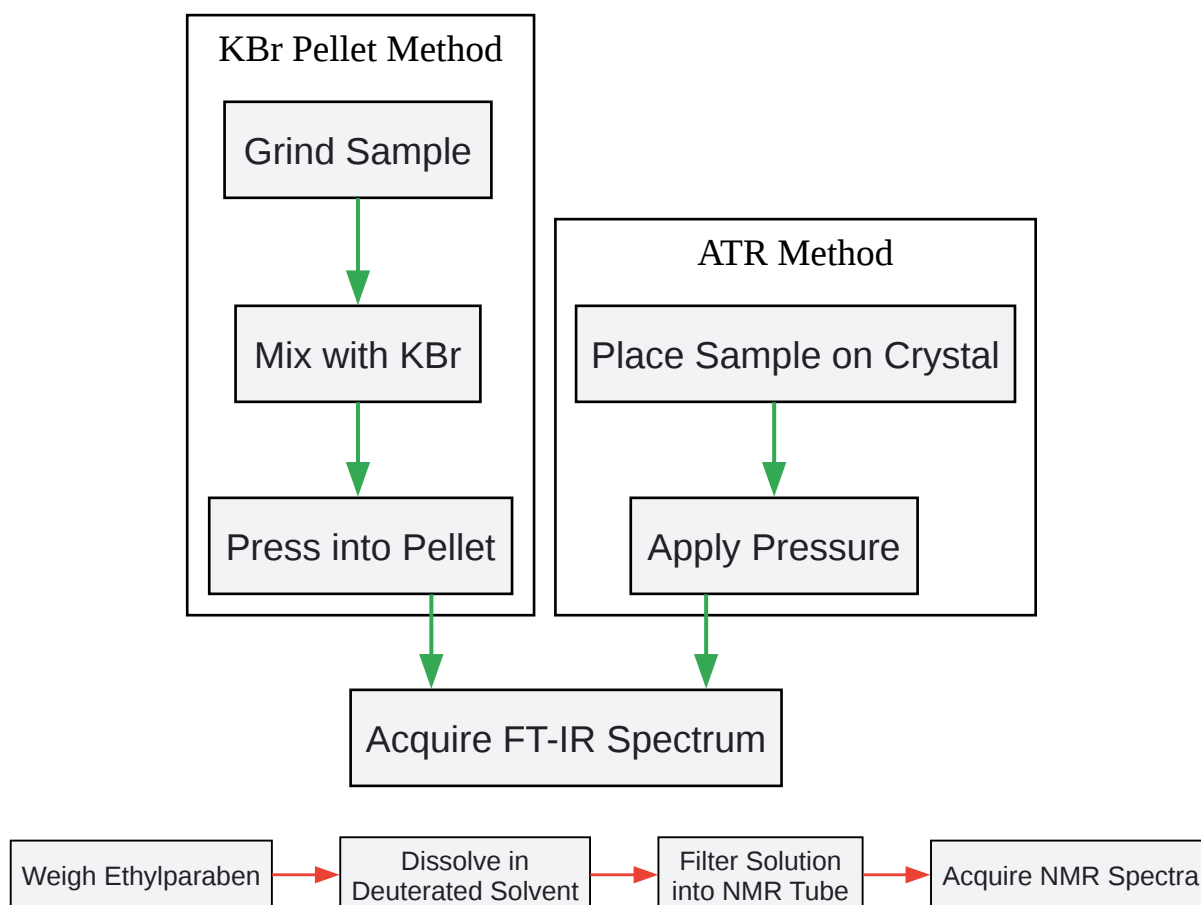 KBr Pellet Method
Grind Sample
Mix with KBr
Press into Pellet
ATR Method
Place Sample on Crystal
Apply Pressure
Acquire FT-IR Spectrum
Weigh Ethylparaben
Dissolve in
Deuterated Solvent
Filter Solution
into NMR Tube
Acquire NMR Spectra